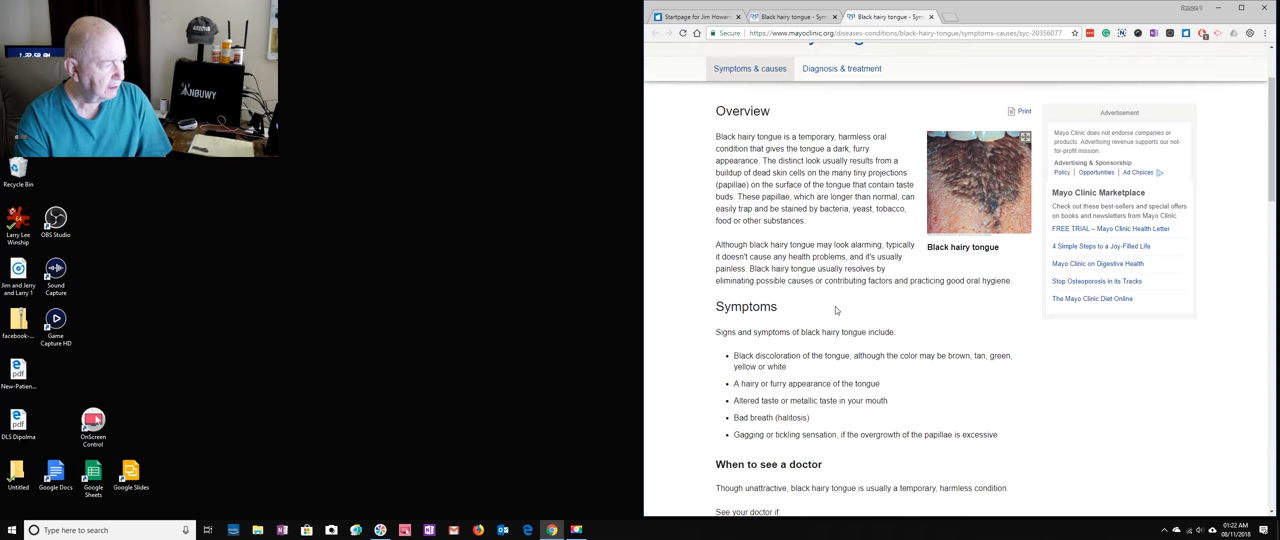 Startpage for Jim Howar
Black hairy tongue - Sym
Black hairy tongue - Sym
Secure
https://www.mayoclinic.org/diseases-conditions/black-hairy-tongue/symptoms-causes/syc-20356077
Symptoms & causes
Diagnosis & treatment
Overview
Print
Black hairy tongue is a temporary, harmless oral
condition that gives the tongue a dark, furry
appearance. The distinct look usually results from a
buildup of dead skin cells on the many tiny projections
(papillae) on the surface of the tongue that contain taste
buds. These papillae, which are longer than normal, can
easily trap and be stained by bacteria, yeast, tobacco,
food or other substances.
Black hairy tongue
Although black hairy tongue may look alarming, typically
it doesn't cause any health problems, and it's usually
painless. Black hairy tongue usually resolves by
eliminating possible causes or contributing factors and practicing good oral hygiene.
Symptoms
Signs and symptoms of black hairy tongue include:
Black discoloration of the tongue, although the color may be brown, tan, green,
yellow or white
A hairy or furry appearance of the tongue
Altered taste or metallic taste in your mouth
Bad breath (halitosis)
Gagging or tickling sensation, if the overgrowth of the papillae is excessive
When to see a doctor
Though unattractive, black hairy tongue is usually a temporary, harmless condition.
See your doctor if:
Advertisement
Mayo Clinic does not endorse companies or
products. Advertising revenue supports our not-
for-profit mission.
Advertising & Sponsorship
Policy | Opportunities | Ad Choices
Mayo Clinic Marketplace
Check out these best-sellers and special offers
on books and newsletters from Mayo Clinic.
FREE TRIAL – Mayo Clinic Health Letter
4 Simple Steps to a Joy-Filled Life
Mayo Clinic on Digestive Health
Stop Osteoporosis in its Tracks
The Mayo Clinic Diet Online
ANOUWY
Recycle Bin
Larry Lee
Winship
OBS Studio
Jim and Jerry
and Larry 1
Sound
Capture
facebook-...
Game
Capture HD
pdf
New-Patien...
pdf
DLS Dipolma
OnScreen
Control
Untitled
Google Docs
Google
Sheets
Google Slides
Type here to search
01:22 AM
08/11/2018